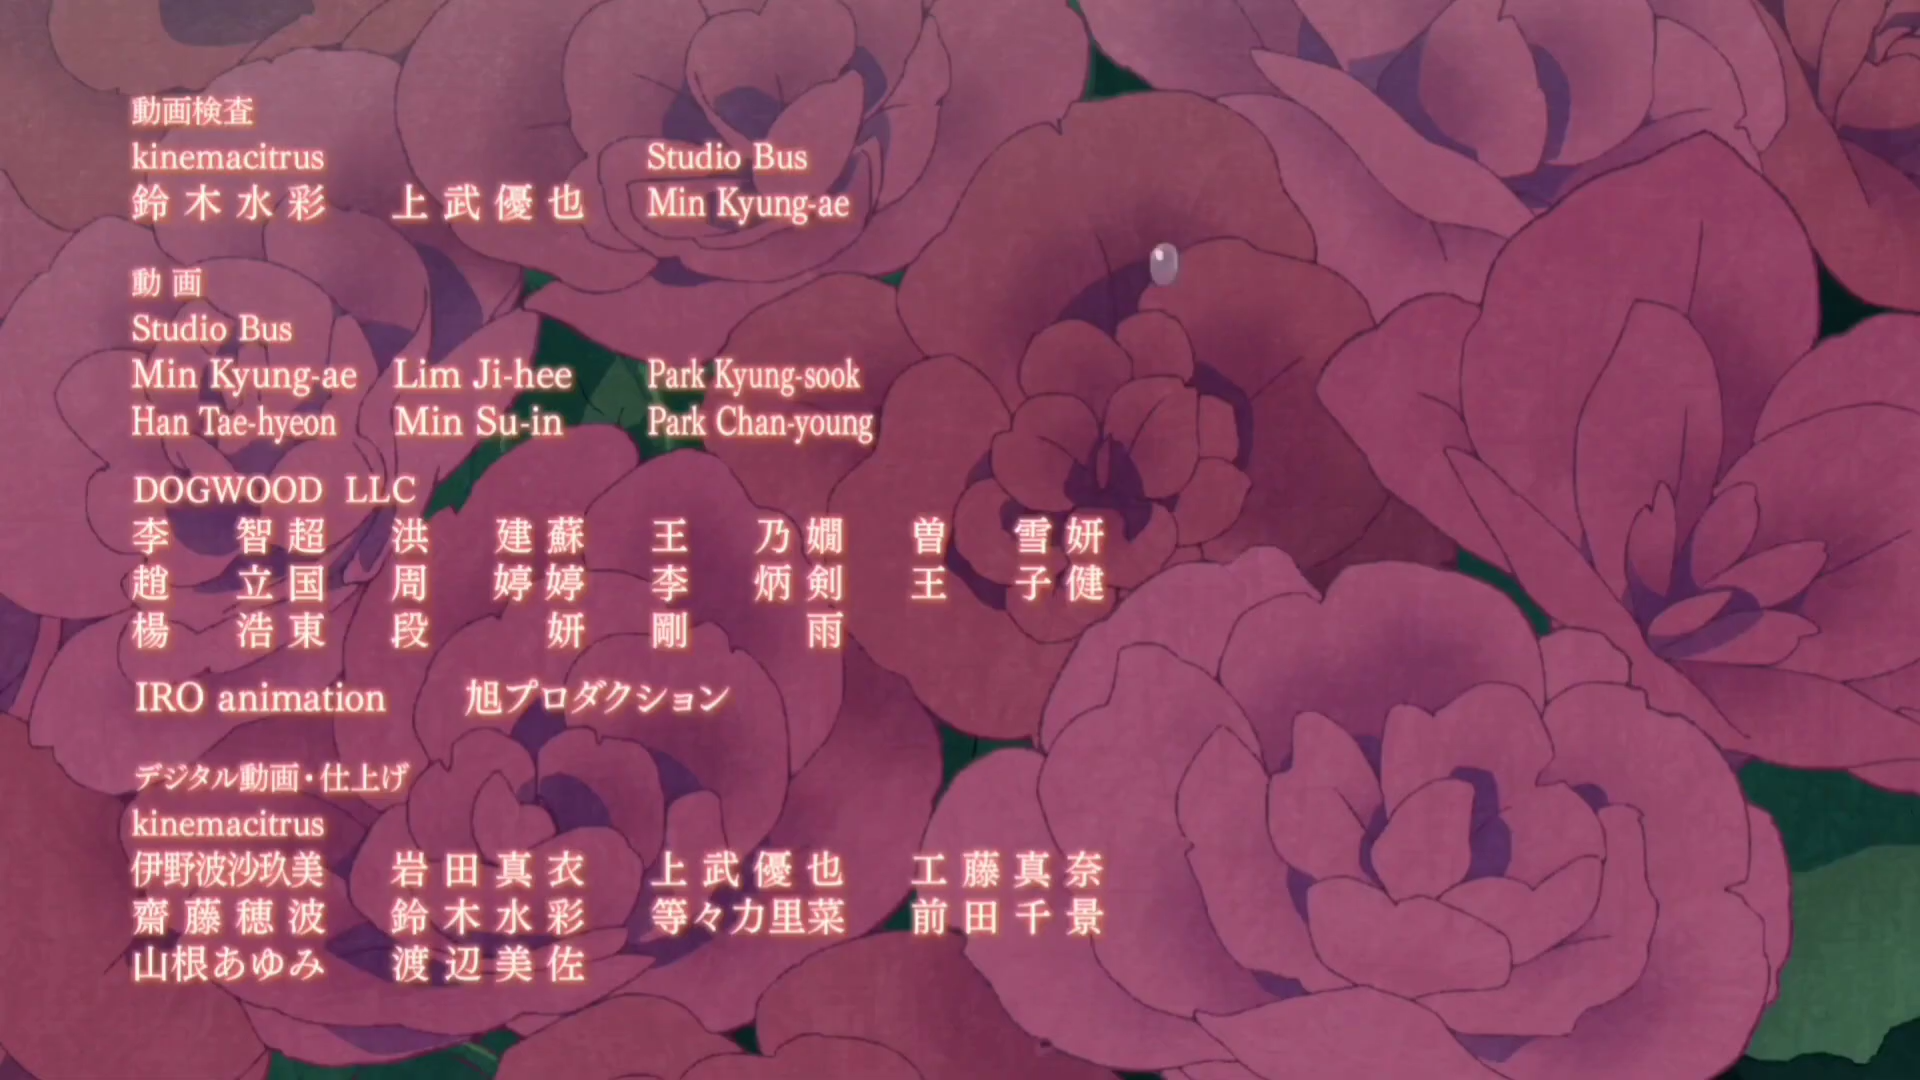 動画検査
kinemacitrus Studio Bus
鈴木水彩 上武優也 Min Kyung-ae
動画
Studio Bus
Min Kyung-ae Lim Ji-hee Park Kyung-sook
Han Tae-hyeon Min Su-in Park Chan-young
DOGWOOD LLC
李 智超 洪 建蘇 王 乃嫺 曽 雪妍
趙 立国 周 婷婷 李 炳剣 王 子健
楊 浩東 段 妍 剛 雨
IRO animation 旭プロダクション
デジタル動画・仕上げ
kinemacitrus
伊野波沙玖美 岩田真衣 上武優也 工藤真奈
齋藤穂波 鈴木水彩 等々力里菜 前田千景
山根あゆみ 渡辺美佐